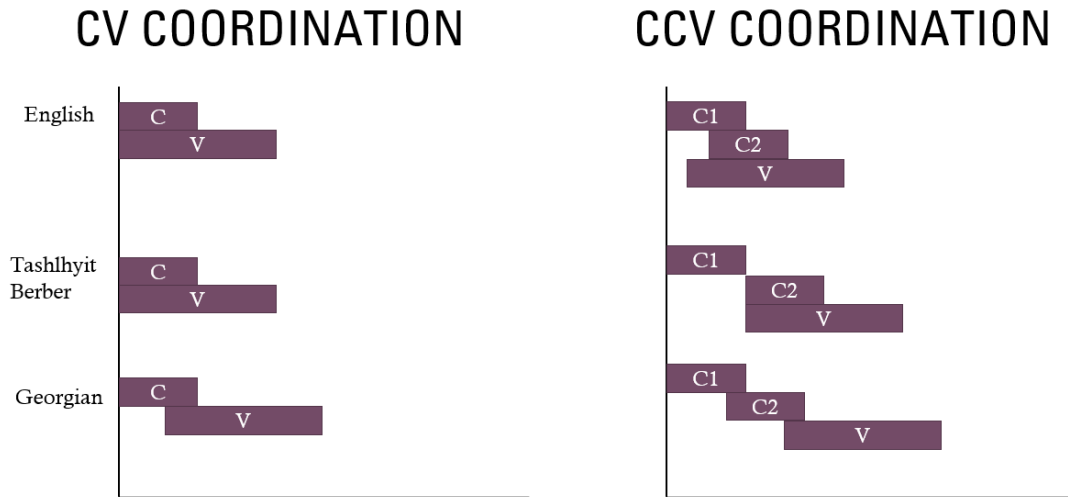 CV COORDINATION
English
C
V
Tashlhyit
Berber
C
V
Georgian
C
V
CCV COORDINATION
C1
C2
V
C1
C2
V
C1
C2
V